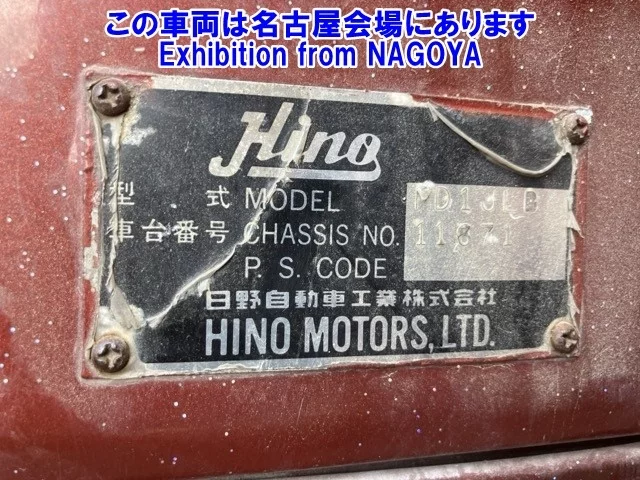 この車両は名古屋会場にあります
Exhibition from NAGOYA
Hino
型 式 MODEL
車台番号 CHASSIS NO. 11871
P. S. CODE
日野自動車工業株式会社
HINO MOTORS, LTD.